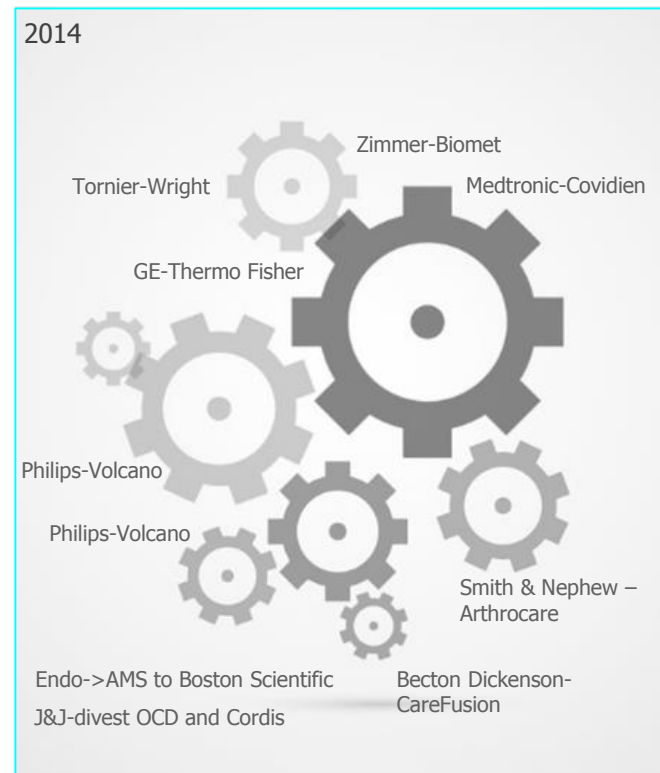 2014
Zimmer-Biomet
Tornier-Wright
Medtronic-Covidien
GE-Thermo Fisher
Philips-Volcano
Philips-Volcano
Smith & Nephew –
Arthrocare
Endo->AMS to Boston Scientific
J&J-divest OCD and Cordis
Becton Dickenson-
CareFusion